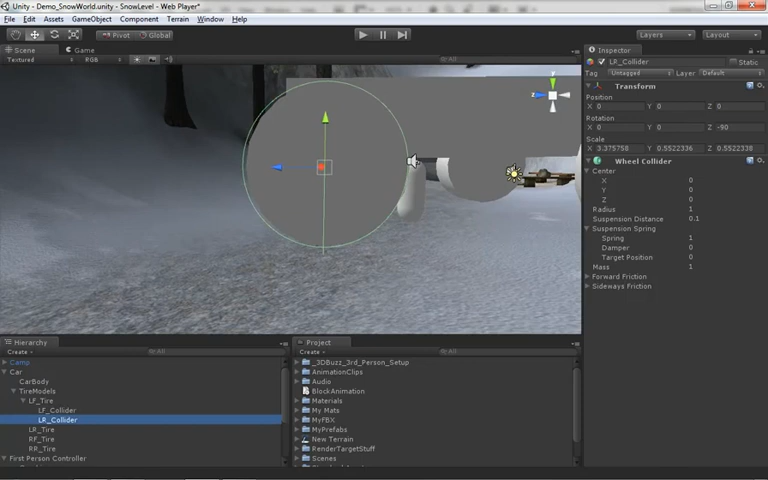 Unity - Demo_SnowWorld.unity - SnowLevel - Web Player*
File Edit Assets GameObject Component Terrain Window Help
Pivot Global Layers Layout
Scene Game
Textured RGB All
y
z
Inspector
LR_Collider Static
Tag Untagged Layer Default
Transform
Position
X 0 Y 0 Z 0
Rotation
X 0 Y 0 Z -90
Scale
X 3.375758 Y 0.5522336 Z 0.5522338
Wheel Collider
Center
X 0
Y 0
Z 0
Radius 1
Suspension Distance 0.1
Suspension Spring
Spring 1
Damper 0
Target Position 0
Mass 1
Forward Friction
Sideways Friction
Hierarchy
Create All
Camp
Car
CarBody
TireModels
LF_Tire
LF_Collider
LR_Collider
LR_Tire
RF_Tire
RR_Tire
First Person Controller
Project
Create All
_3DBuzz_3rd_Person_Setup
AnimationClips
Audio
BlockAnimation
Materials
My Mats
MyFBX
MyPrefabs
New Terrain
RenderTargetStuff
Scenes